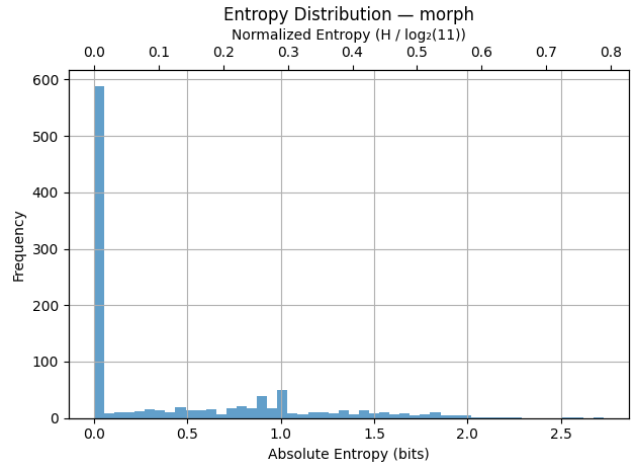 Entropy Distribution — morph
Normalized Entropy (H / log₂(11))
0.0 0.1 0.2 0.3 0.4 0.5 0.6 0.7 0.8
600
500
400
300
200
100
0
Frequency
0.0 0.5 1.0 1.5 2.0 2.5
Absolute Entropy (bits)